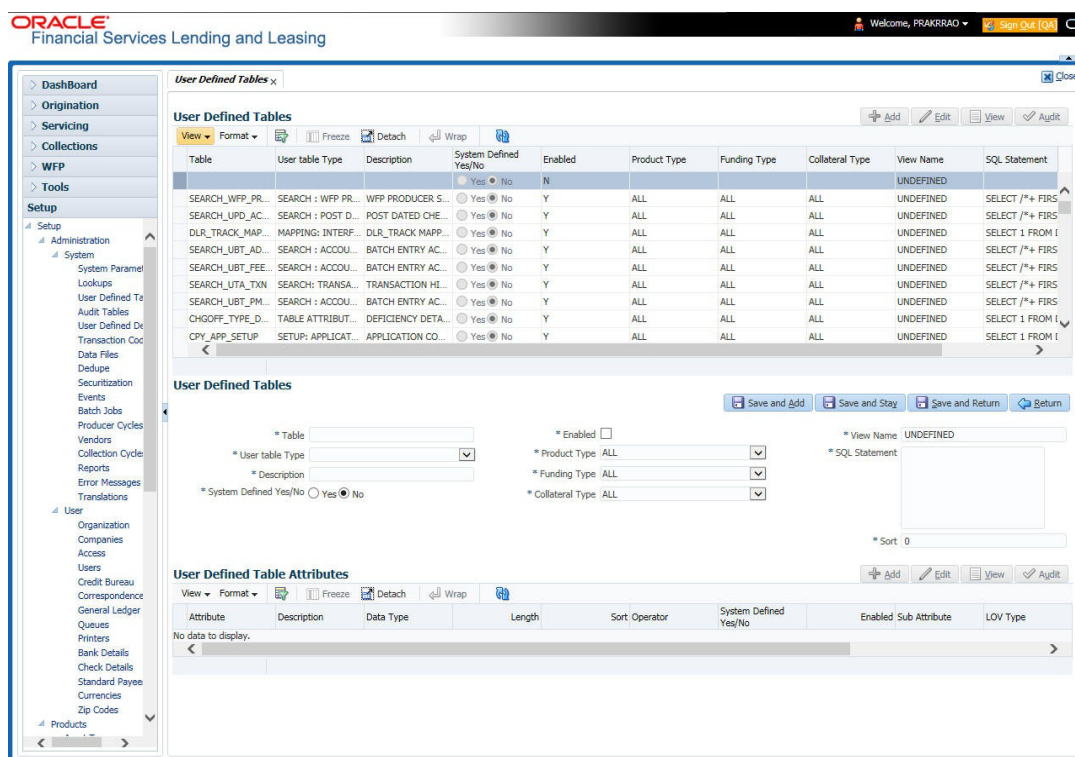 ORACLE
Financial Services Lending and Leasing
Welcome, PRAKRRAO
Sign Out [QA]
DashBoard
Origination
Servicing
Collections
WFP
Tools
Setup
Setup
Administration
System
System Paramet
Lookups
User Defined Ta
Audit Tables
User Defined De
Transaction Cod
Data Files
Dedupe
Securitization
Events
Batch Jobs
Producer Cycles
Vendors
Collection Cycle
Reports
Error Messages
Translations
User
Organization
Companies
Access
Users
Credit Bureau
Correspondence
General Ledger
Queues
Printers
Bank Details
Check Details
Standard Payee
Currencies
Zip Codes
Products
User Defined Tables
Close
User Defined Tables
Add Edit View Audit
View Format Freeze Detach Wrap
Table User table Type Description System Defined Yes/No Enabled Product Type Funding Type Collateral Type View Name SQL Statement
Yes No N UNDEFINED
SEARCH_WFP_PR... SEARCH : WFP PR... WFP PRODUCER S... Yes No Y ALL ALL ALL UNDEFINED SELECT /*+ FIRS
SEARCH_UPD_AC... SEARCH : POST D... POST DATED CHE... Yes No Y ALL ALL ALL UNDEFINED SELECT /*+ FIRS
DLR_TRACK_MAP... MAPPING: INTERF... DLR_TRACK MAPP... Yes No Y ALL ALL ALL UNDEFINED SELECT 1 FROM D
SEARCH_UBT_AD... SEARCH : ACCOU... BATCH ENTRY AC... Yes No Y ALL ALL ALL UNDEFINED SELECT /*+ FIRS
SEARCH_UBT_FEE... SEARCH : ACCOU... BATCH ENTRY AC... Yes No Y ALL ALL ALL UNDEFINED SELECT /*+ FIRS
SEARCH_UTA_TXN SEARCH: TRANSA... TRANSACTION HI... Yes No Y ALL ALL ALL UNDEFINED SELECT /*+ FIRS
SEARCH_UBT_PM... SEARCH : ACCOU... BATCH ENTRY AC... Yes No Y ALL ALL ALL UNDEFINED SELECT /*+ FIRS
CHGOFF_TYPE_D... TABLE ATTRIBUT... DEFICIENCY DETA... Yes No Y ALL ALL ALL UNDEFINED SELECT 1 FROM D
CPY_APP_SETUP SETUP: APPLICAT... APPLICATION CO... Yes No Y ALL ALL ALL UNDEFINED SELECT 1 FROM D
User Defined Tables
Save and Add Save and Stay Save and Return Return
* Table
* User table Type
* Description
* System Defined Yes/No Yes No
* Enabled
* Product Type ALL
* Funding Type ALL
* Collateral Type ALL
* View Name UNDEFINED
* SQL Statement
* Sort 0
User Defined Table Attributes
Add Edit View Audit
View Format Freeze Detach Wrap
Attribute Description Data Type Length Sort Operator System Defined Yes/No Enabled Sub Attribute LOV Type
No data to display.